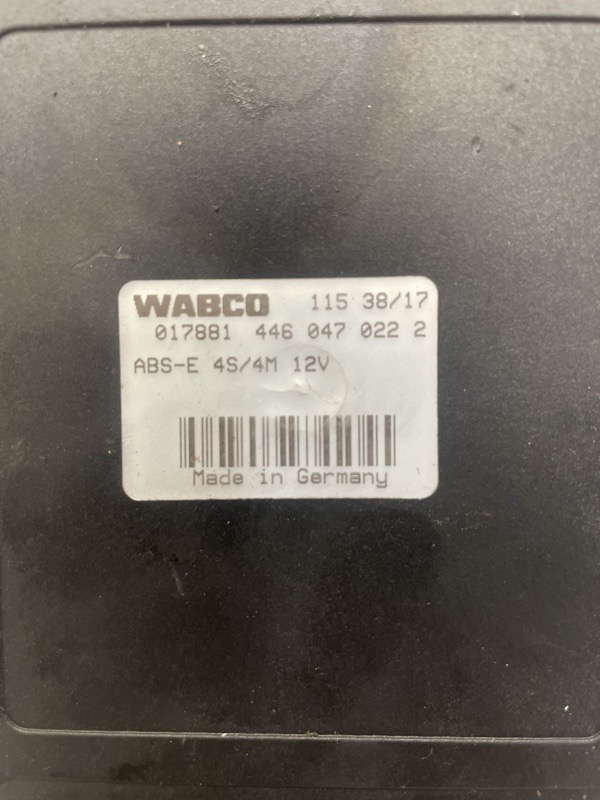 WABCO 115 38/17
017881 446 047 022 2
ABS-E 4S/4M 12V
Made in Germany